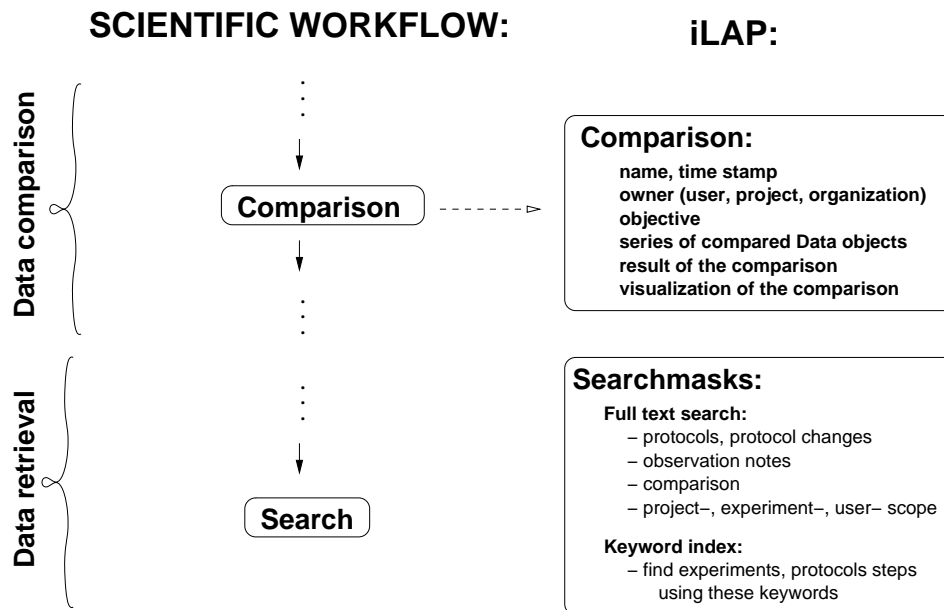 SCIENTIFIC WORKFLOW:
iLAP:
Data comparison
Comparison
Comparison:
name, time stamp
owner (user, project, organization)
objective
series of compared Data objects
result of the comparison
visualization of the comparison
Data retrieval
Search
Searchmasks:
Full text search:
− protocols, protocol changes
− observation notes
− comparison
− project−, experiment−, user− scope
Keyword index:
− find experiments, protocols steps
using these keywords